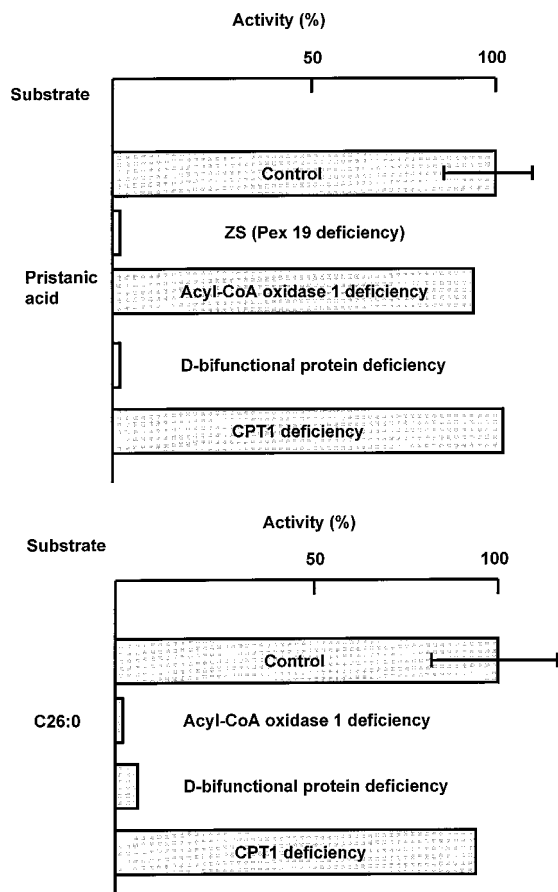 Activity (%)
50 100
Substrate
Control
ZS (Pex 19 deficiency)
Pristanic
acid
Acyl-CoA oxidase 1 deficiency
D-bifunctional protein deficiency
CPT1 deficiency
Activity (%)
Substrate
50 100
Control
C26:0
Acyl-CoA oxidase 1 deficiency
D-bifunctional protein deficiency
CPT1 deficiency